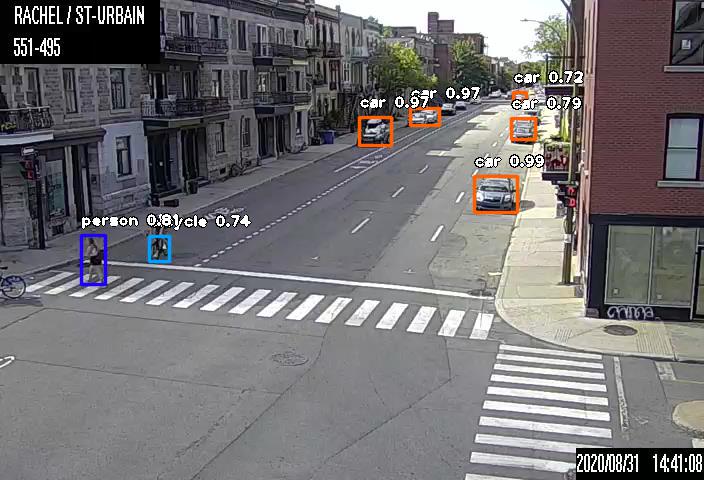 RACHEL / ST-URBAIN
551-495
car 0.72
car 0.97
car 0.97
car 0.79
car 0.99
person 0.81
cycle 0.74
2020/08/31 14:41:08